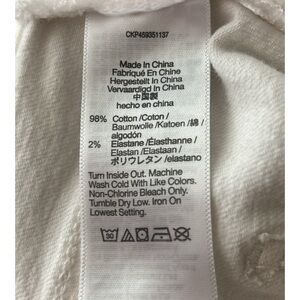 CKP459351137
Made In China
Fabriqué En Chine
Hergestellt In China
Vervaardigd In China
中国製
hecho en china
98% Cotton /Coton /
Baumwolle /Katoen /綿 /
algodón
2% Elastane /Élasthanne /
Elastan /Elastaan /
ポリウレタン /elastano
Turn Inside Out. Machine
Wash Cold With Like Colors.
Non-Chlorine Bleach Only.
Tumble Dry Low. Iron On
Lowest Setting.